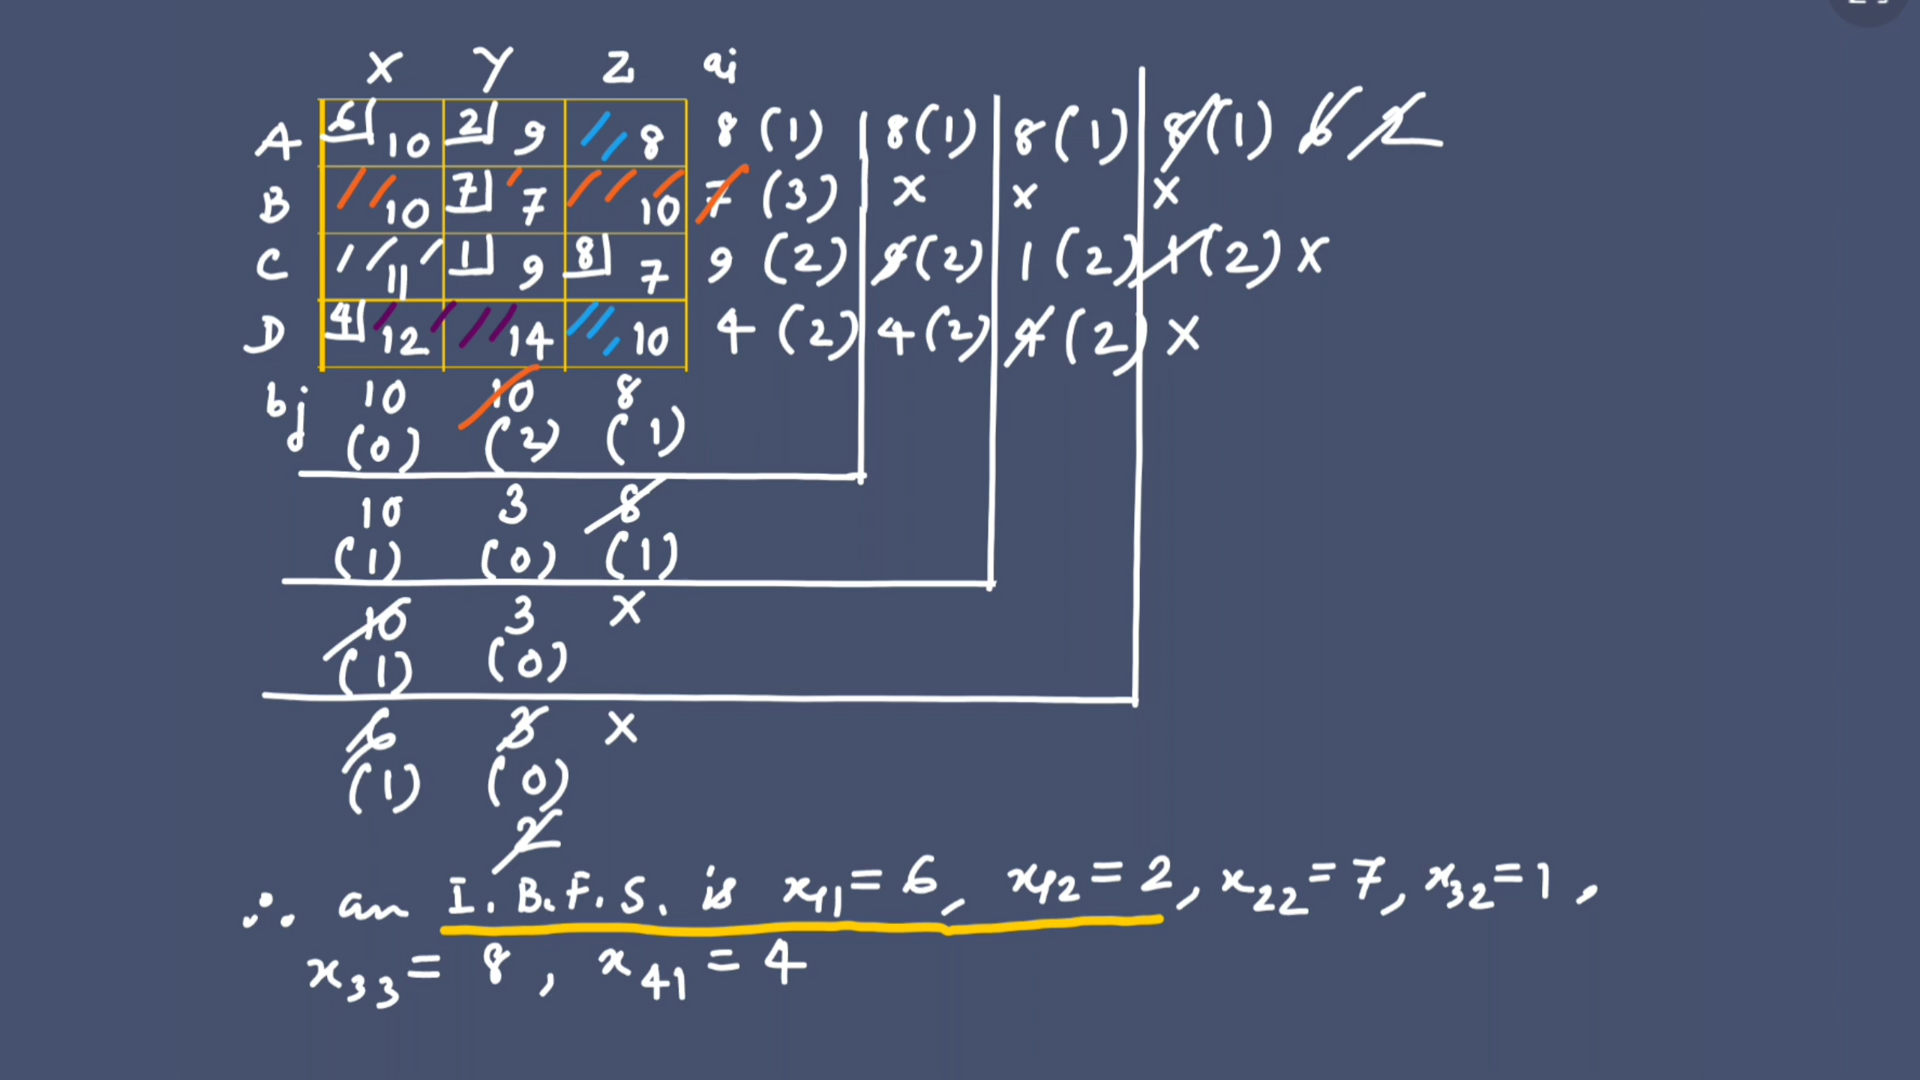 X Y Z ai
A 6 10 2 9 8 8 (1) 8(1) 8(1) 8(1) 6 2
B 10 7 7 10 7 (3) x x x
C 11 1 9 8 7 9 (2) 9(2) 1(2) 1(2) x
D 4 12 14 10 4 (2) 4(2) 4(2) x
bj 10 10 8
(0) (2) (1)
10 3 8
(1) (0) (1)
10 3 x
(1) (0)
6 3 x
(1) (0)
2
∴ an I.B.F.S. is x11 = 6, x12 = 2, x22 = 7, x32 = 1,
x33 = 8, x41 = 4